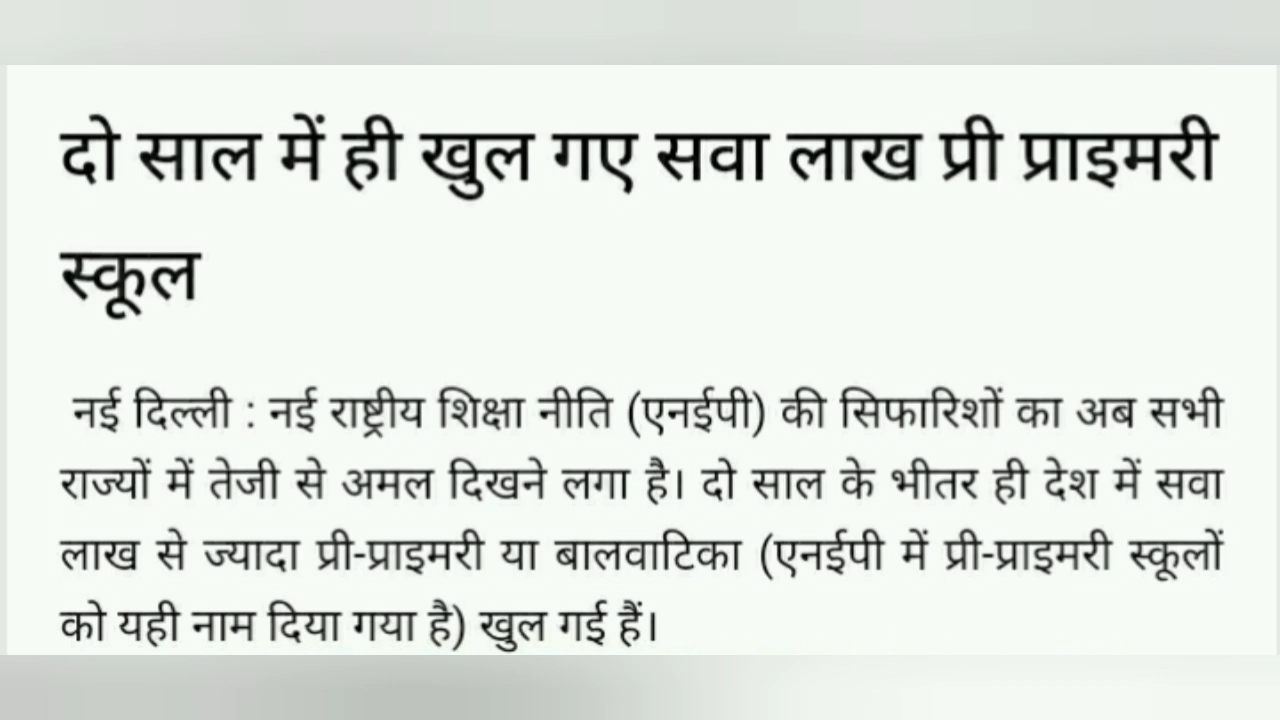 दो साल में ही खुल गए सवा लाख प्री प्राइमरी
स्कूल
नई दिल्ली : नई राष्ट्रीय शिक्षा नीति (एनईपी) की सिफारिशों का अब सभी
राज्यों में तेजी से अमल दिखने लगा है। दो साल के भीतर ही देश में सवा
लाख से ज्यादा प्री-प्राइमरी या बालवाटिका (एनईपी में प्री-प्राइमरी स्कूलों
को यही नाम दिया गया है) खुल गई हैं।